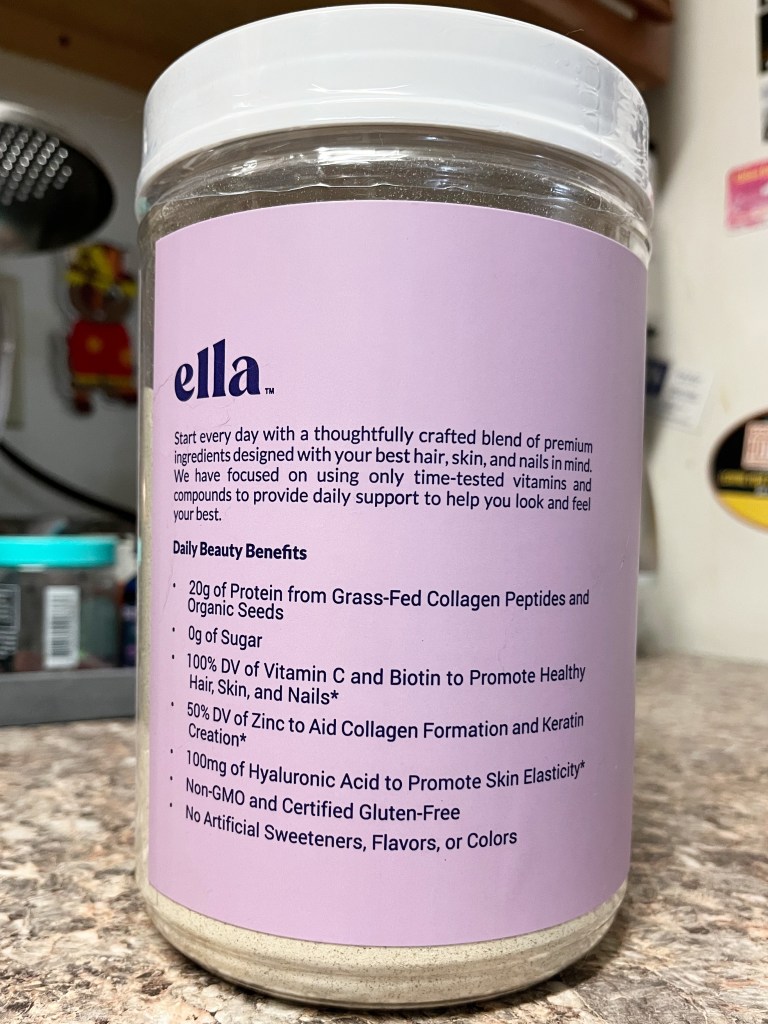 ella™
Start every day with a thoughtfully crafted blend of premium
ingredients designed with your best hair, skin, and nails in mind.
We have focused on using only time-tested vitamins and
compounds to provide daily support to help you look and feel
your best.
Daily Beauty Benefits
· 20g of Protein from Grass-Fed Collagen Peptides and
Organic Seeds
· 0g of Sugar
· 100% DV of Vitamin C and Biotin to Promote Healthy
Hair, Skin, and Nails*
· 50% DV of Zinc to Aid Collagen Formation and Keratin
Creation*
· 100mg of Hyaluronic Acid to Promote Skin Elasticity*
· Non-GMO and Certified Gluten-Free
· No Artificial Sweeteners, Flavors, or Colors